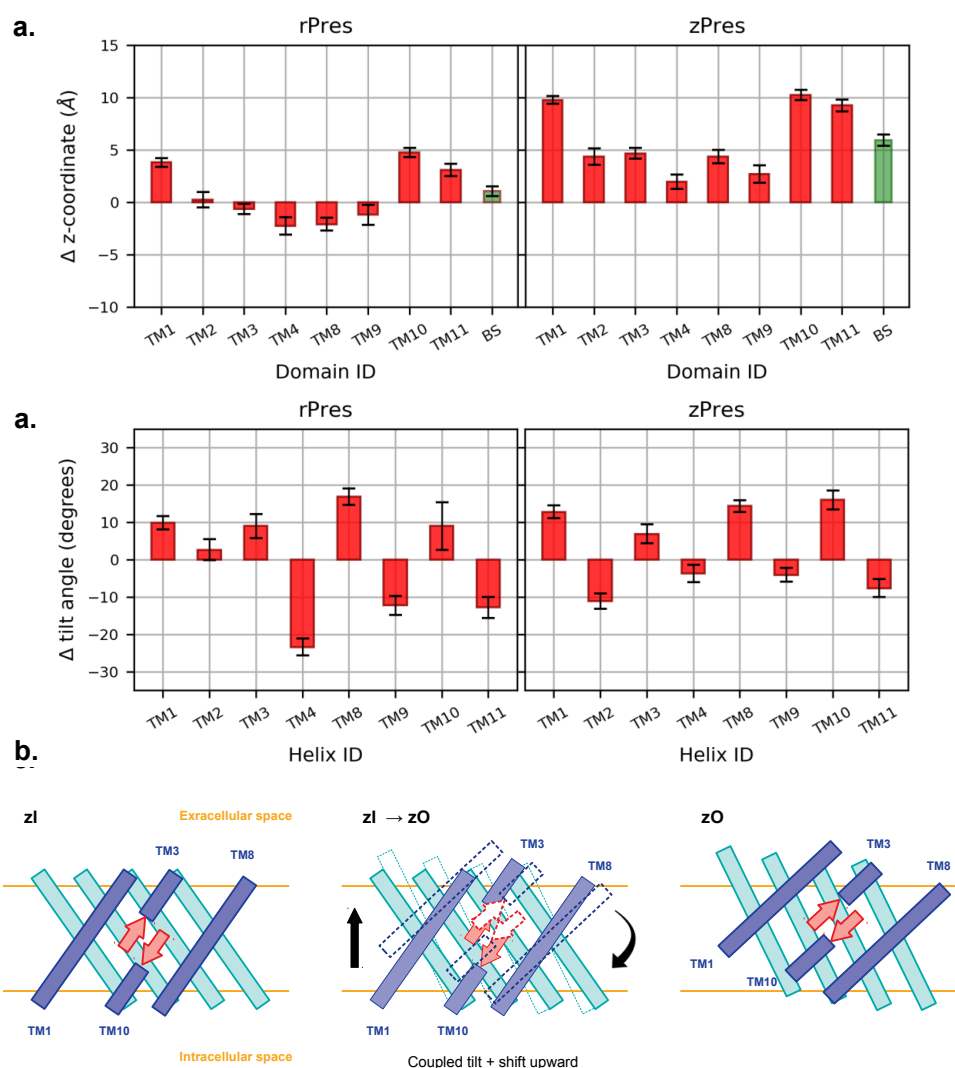 a.
rPres zPres
15
10
5
0
−5
−10
Δ z-coordinate (Å)
TM1 TM2 TM3 TM4 TM8 TM9 TM10 TM11 BS TM1 TM2 TM3 TM4 TM8 TM9 TM10 TM11 BS
Domain ID Domain ID
a.
rPres zPres
30
20
10
0
−10
−20
−30
Δ tilt angle (degrees)
TM1 TM2 TM3 TM4 TM8 TM9 TM10 TM11 TM1 TM2 TM3 TM4 TM8 TM9 TM10 TM11
Helix ID Helix ID
b.
zI Exracellular space zI → zO zO
TM3 TM8 TM3 TM8 TM3 TM8
TM1 TM10
TM1 TM10 TM1 TM10
Intracellular space
Coupled tilt + shift upward